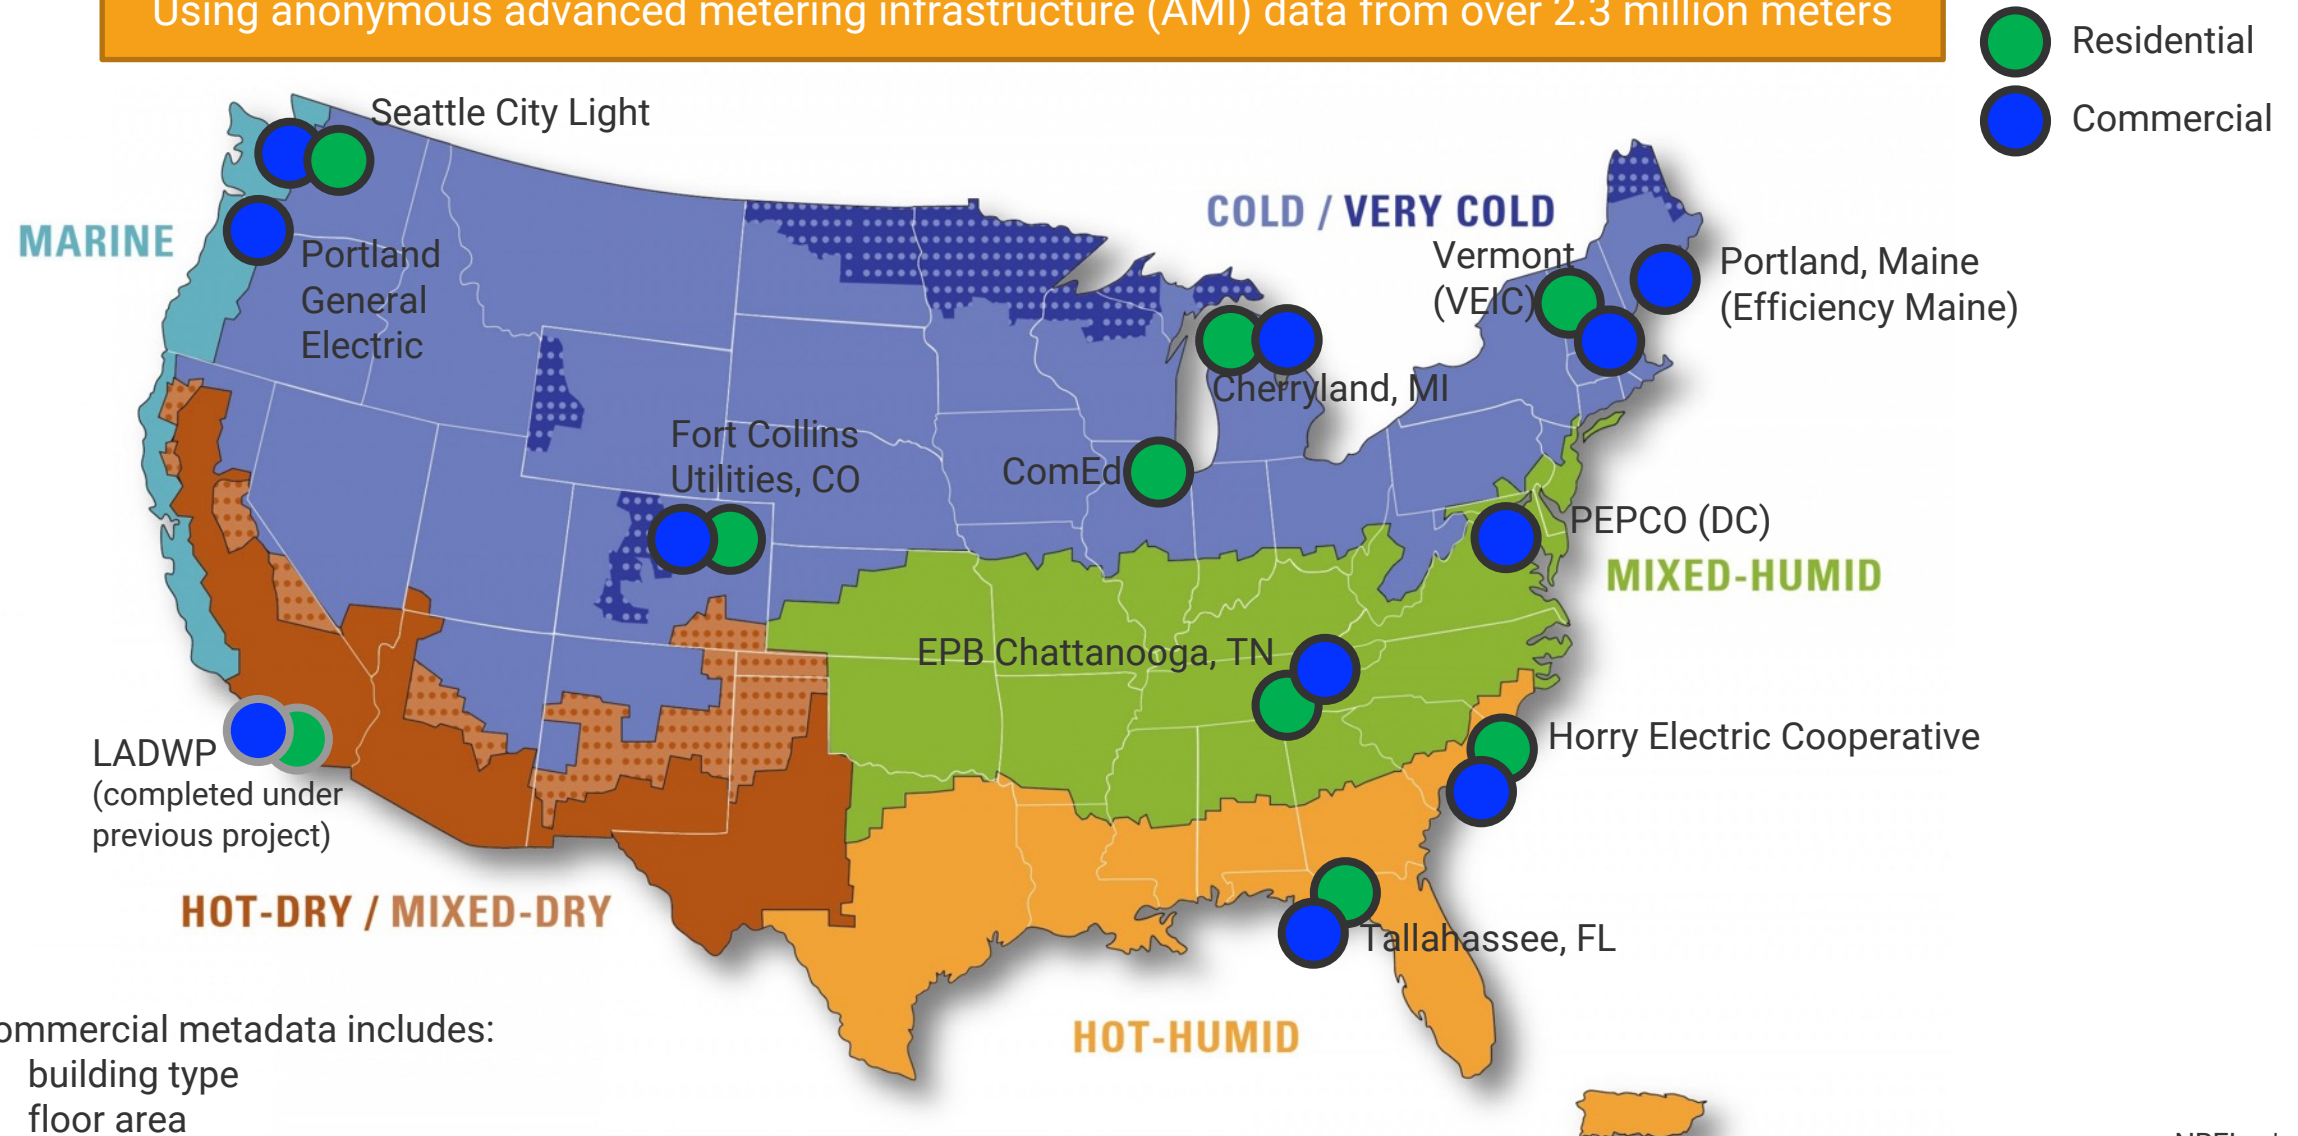 Using anonymous advanced metering infrastructure (AMI) data from over 2.3 million meters
Residential
Commercial
Seattle City Light
MARINE
Portland
General
Electric
COLD / VERY COLD
Vermont
(VEIC)
Portland, Maine
(Efficiency Maine)
Cherryland, MI
Fort Collins
Utilities, CO
ComEd
PEPCO (DC)
MIXED-HUMID
EPB Chattanooga, TN
Horry Electric Cooperative
LADWP
(completed under
previous project)
HOT-DRY / MIXED-DRY
Tallahassee, FL
HOT-HUMID
ommercial metadata includes:
building type
floor area